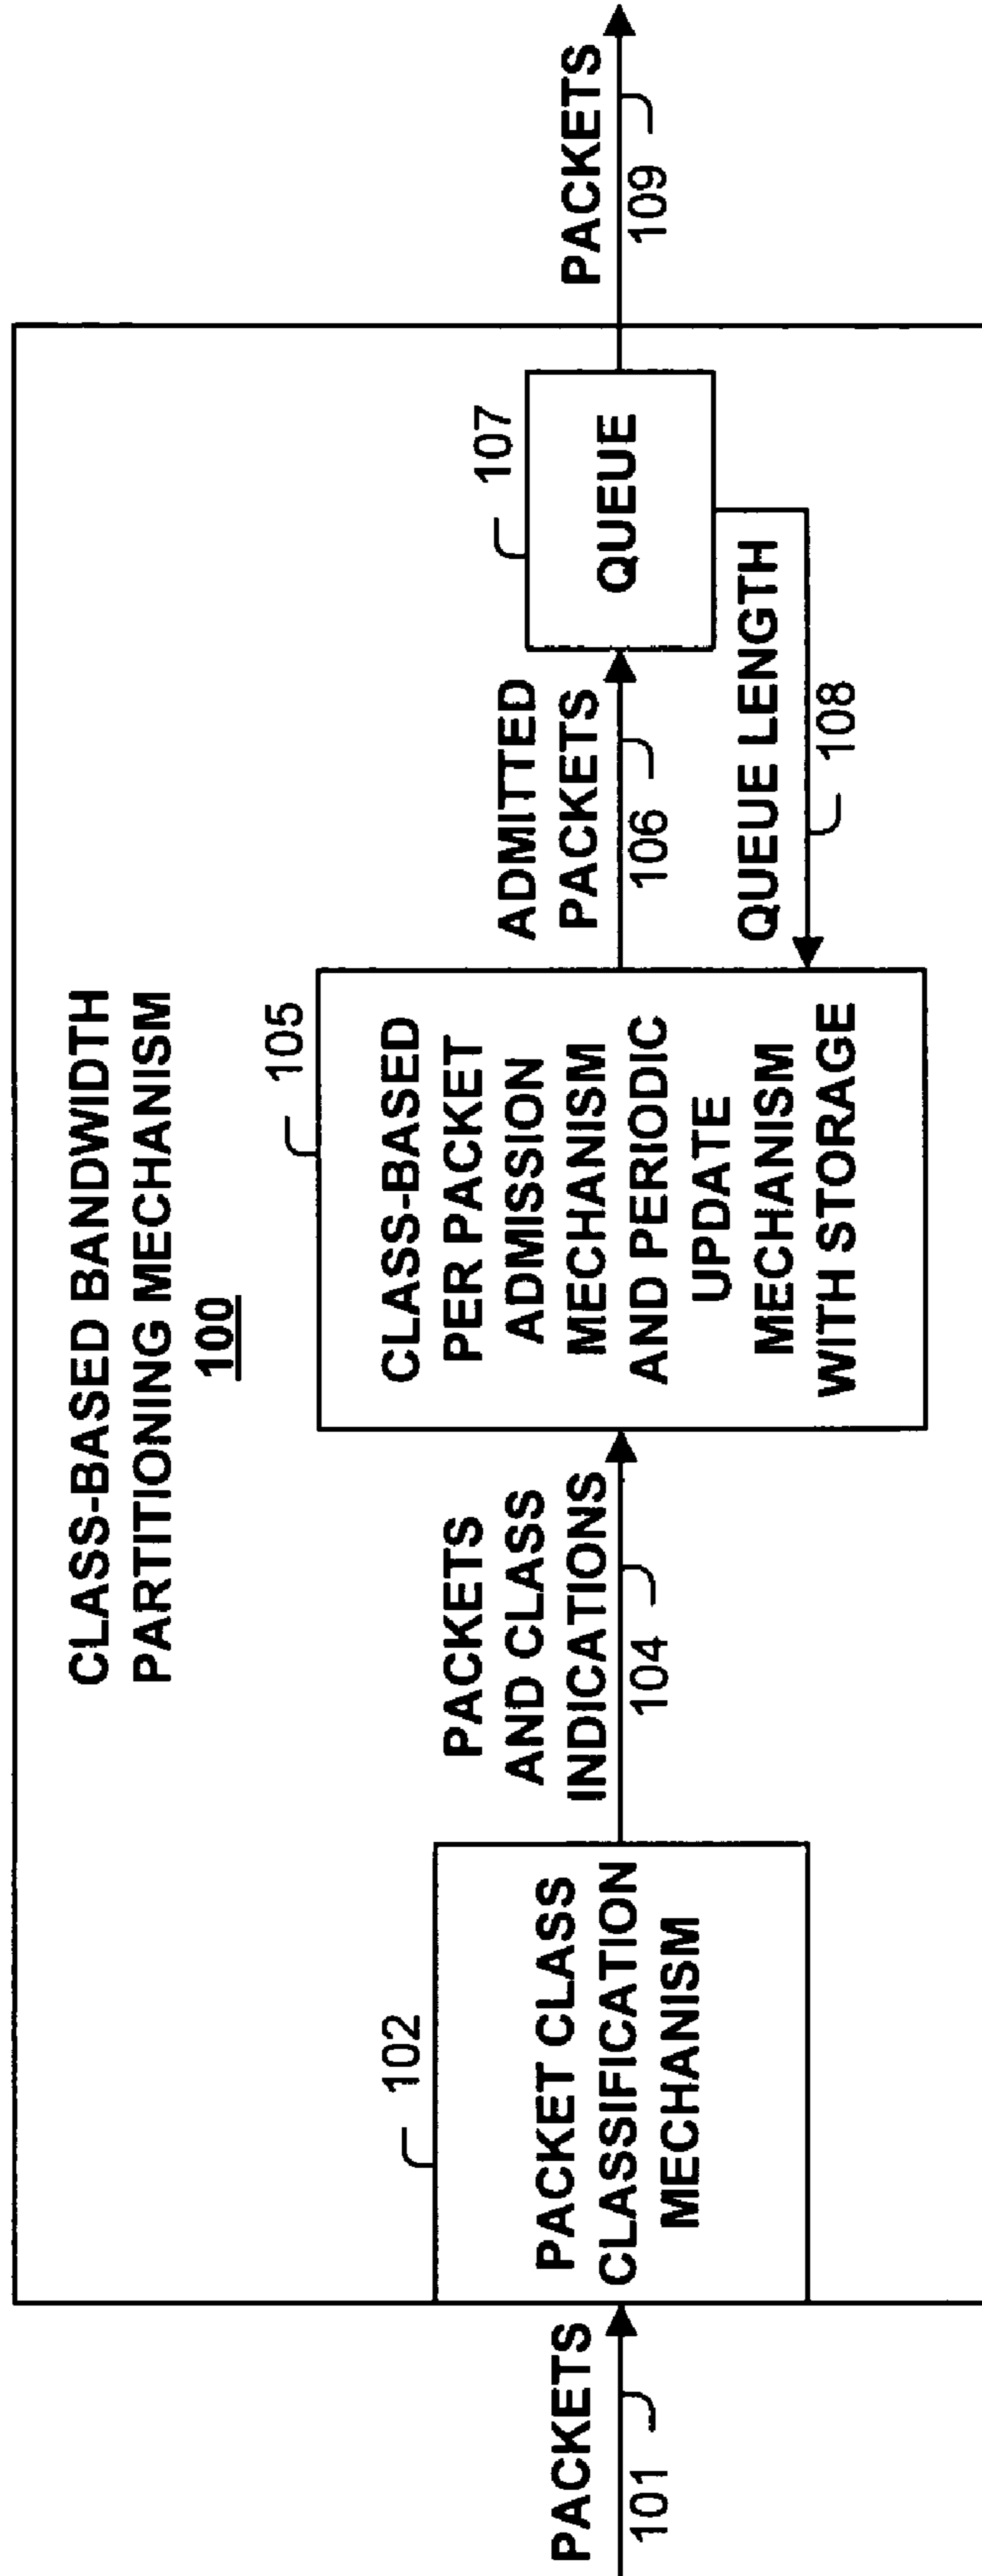 CLASS-BASED BANDWIDTH
PARTITIONING MECHANISM
100
PACKETS
101
102
PACKET CLASS
CLASSIFICATION
MECHANISM
PACKETS
AND CLASS
INDICATIONS
104
105
CLASS-BASED
PER PACKET
ADMISSION
MECHANISM
AND PERIODIC
UPDATE
MECHANISM
WITH STORAGE
ADMITTED
PACKETS
106
107
QUEUE
QUEUE LENGTH
108
PACKETS
109